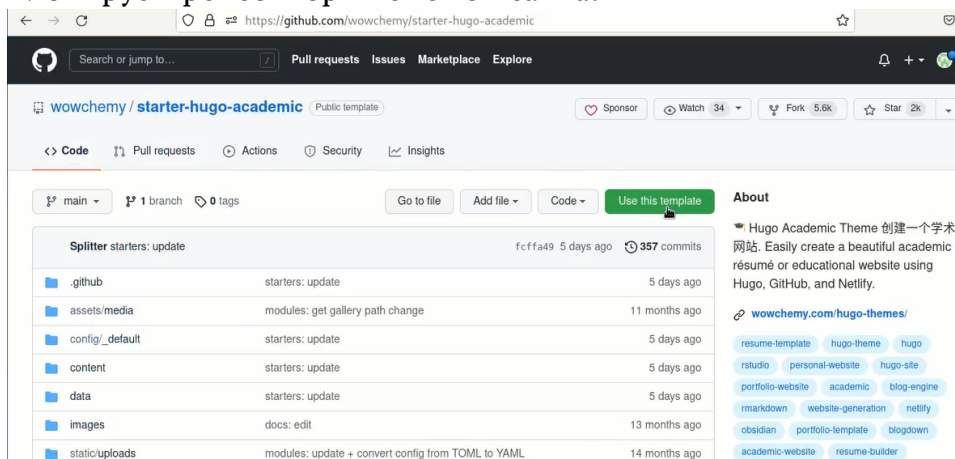 https://github.com/wowchemy/starter-hugo-academic
Search or jump to... / Pull requests Issues Marketplace Explore
wowchemy / starter-hugo-academic Public template Sponsor Watch 34 Fork 5.6k Star 2k
<> Code Pull requests Actions Security Insights
main 1 branch 0 tags Go to file Add file Code Use this template
Splitter starters: update fcffa49 5 days ago 357 commits
.github starters: update 5 days ago
assets/media modules: get gallery path change 11 months ago
config/_default starters: update 5 days ago
content starters: update 5 days ago
data starters: update 5 days ago
images docs: edit 13 months ago
static/uploads modules: update + convert config from TOML to YAML 14 months ago
About
Hugo Academic Theme 创建一个学术
网站. Easily create a beautiful academic
résumé or educational website using
Hugo, GitHub, and Netlify.
wowchemy.com/hugo-themes/
resume-template hugo-theme hugo
rstudio personal-website hugo-site
portfolio-website academic blog-engine
rmarkdown website-generation netlify
obsidian portfolio-template blogdown
academic-website resume-builder